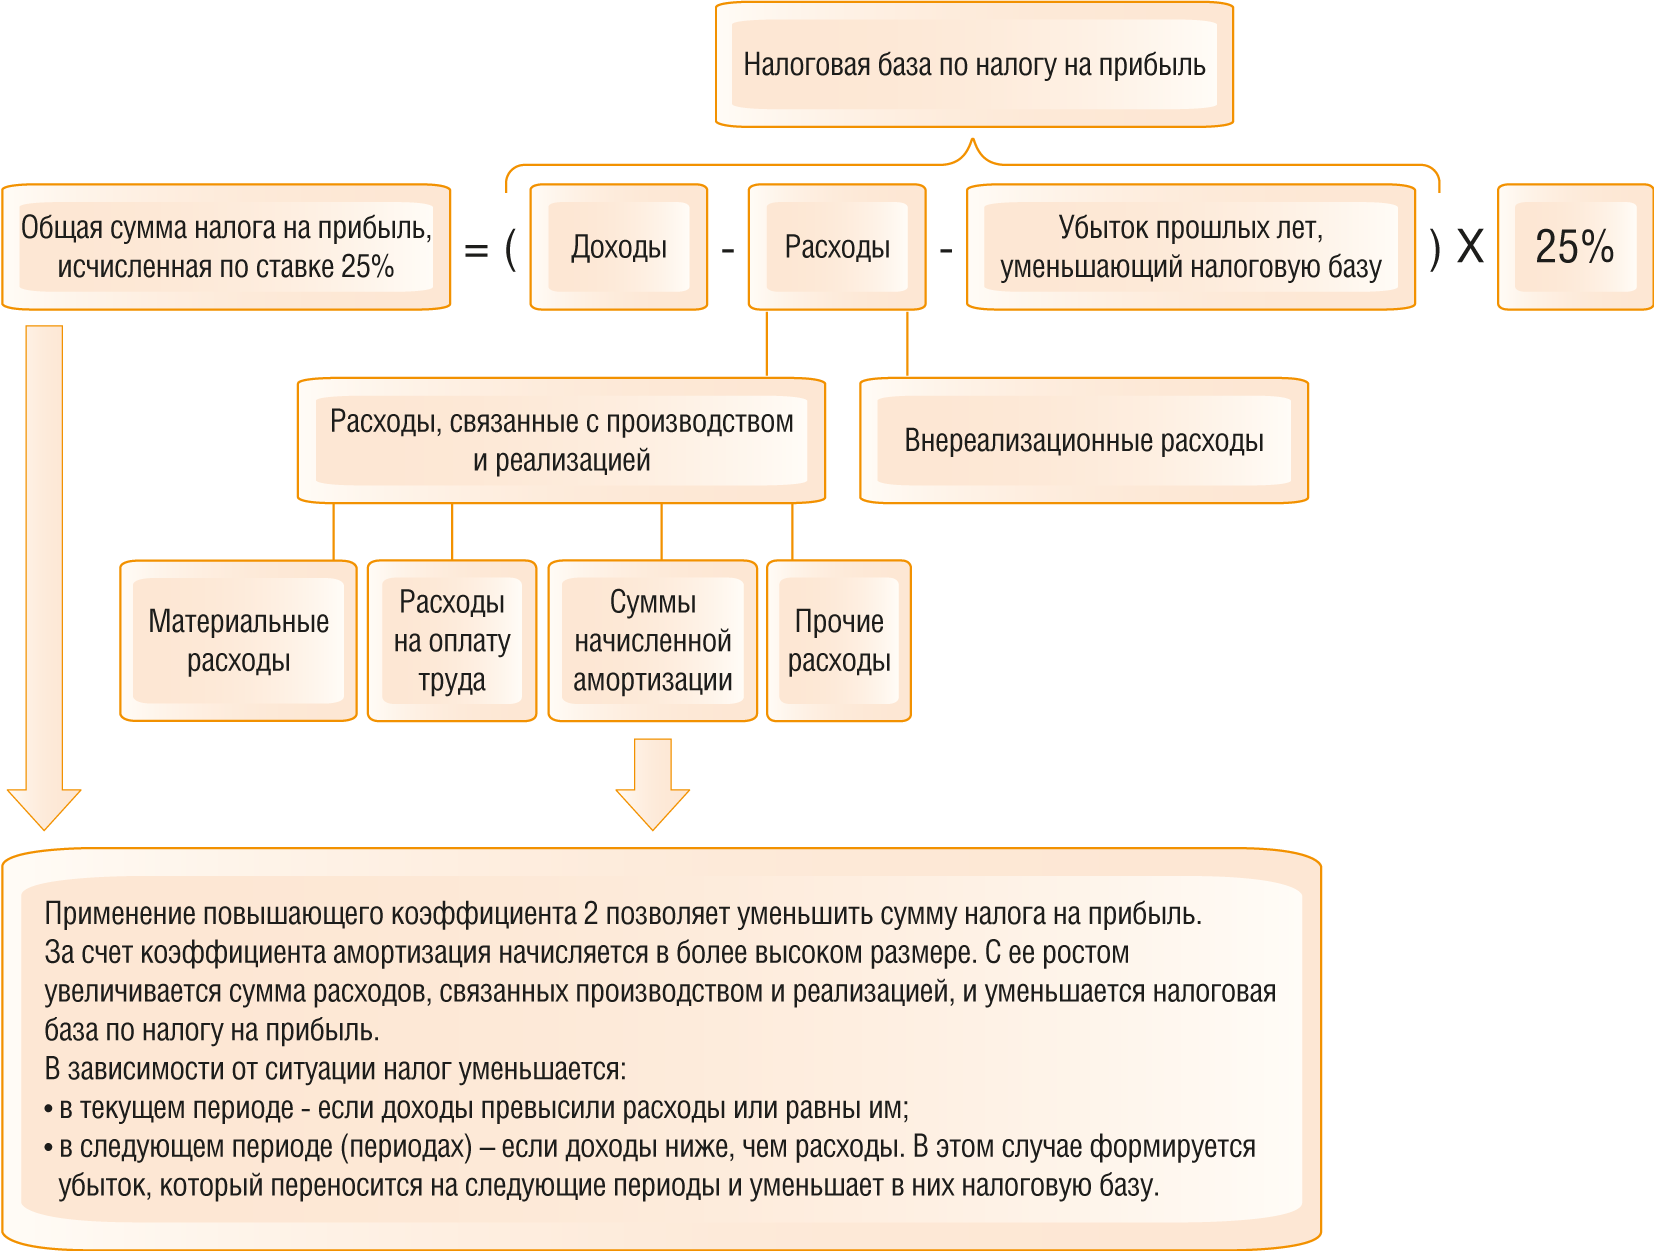 Налоговая база по налогу на прибыль
Общая сумма налога на прибыль,
исчисленная по ставке 25%
= (
Доходы
-
Расходы
-
Убыток прошлых лет,
уменьшающий налоговую базу
) X
25%
Расходы, связанные с производством
и реализацией
Внереализационные расходы
Материальные
расходы
Расходы
на оплату
труда
Суммы
начисленной
амортизации
Прочие
расходы
Применение повышающего коэффициента 2 позволяет уменьшить сумму налога на прибыль.
За счет коэффициента амортизация начисляется в более высоком размере. С ее ростом
увеличивается сумма расходов, связанных производством и реализацией, и уменьшается налоговая
база по налогу на прибыль.
В зависимости от ситуации налог уменьшается:
• в текущем периоде - если доходы превысили расходы или равны им;
• в следующем периоде (периодах) – если доходы ниже, чем расходы. В этом случае формируется
убыток, который переносится на следующие периоды и уменьшает в них налоговую базу.